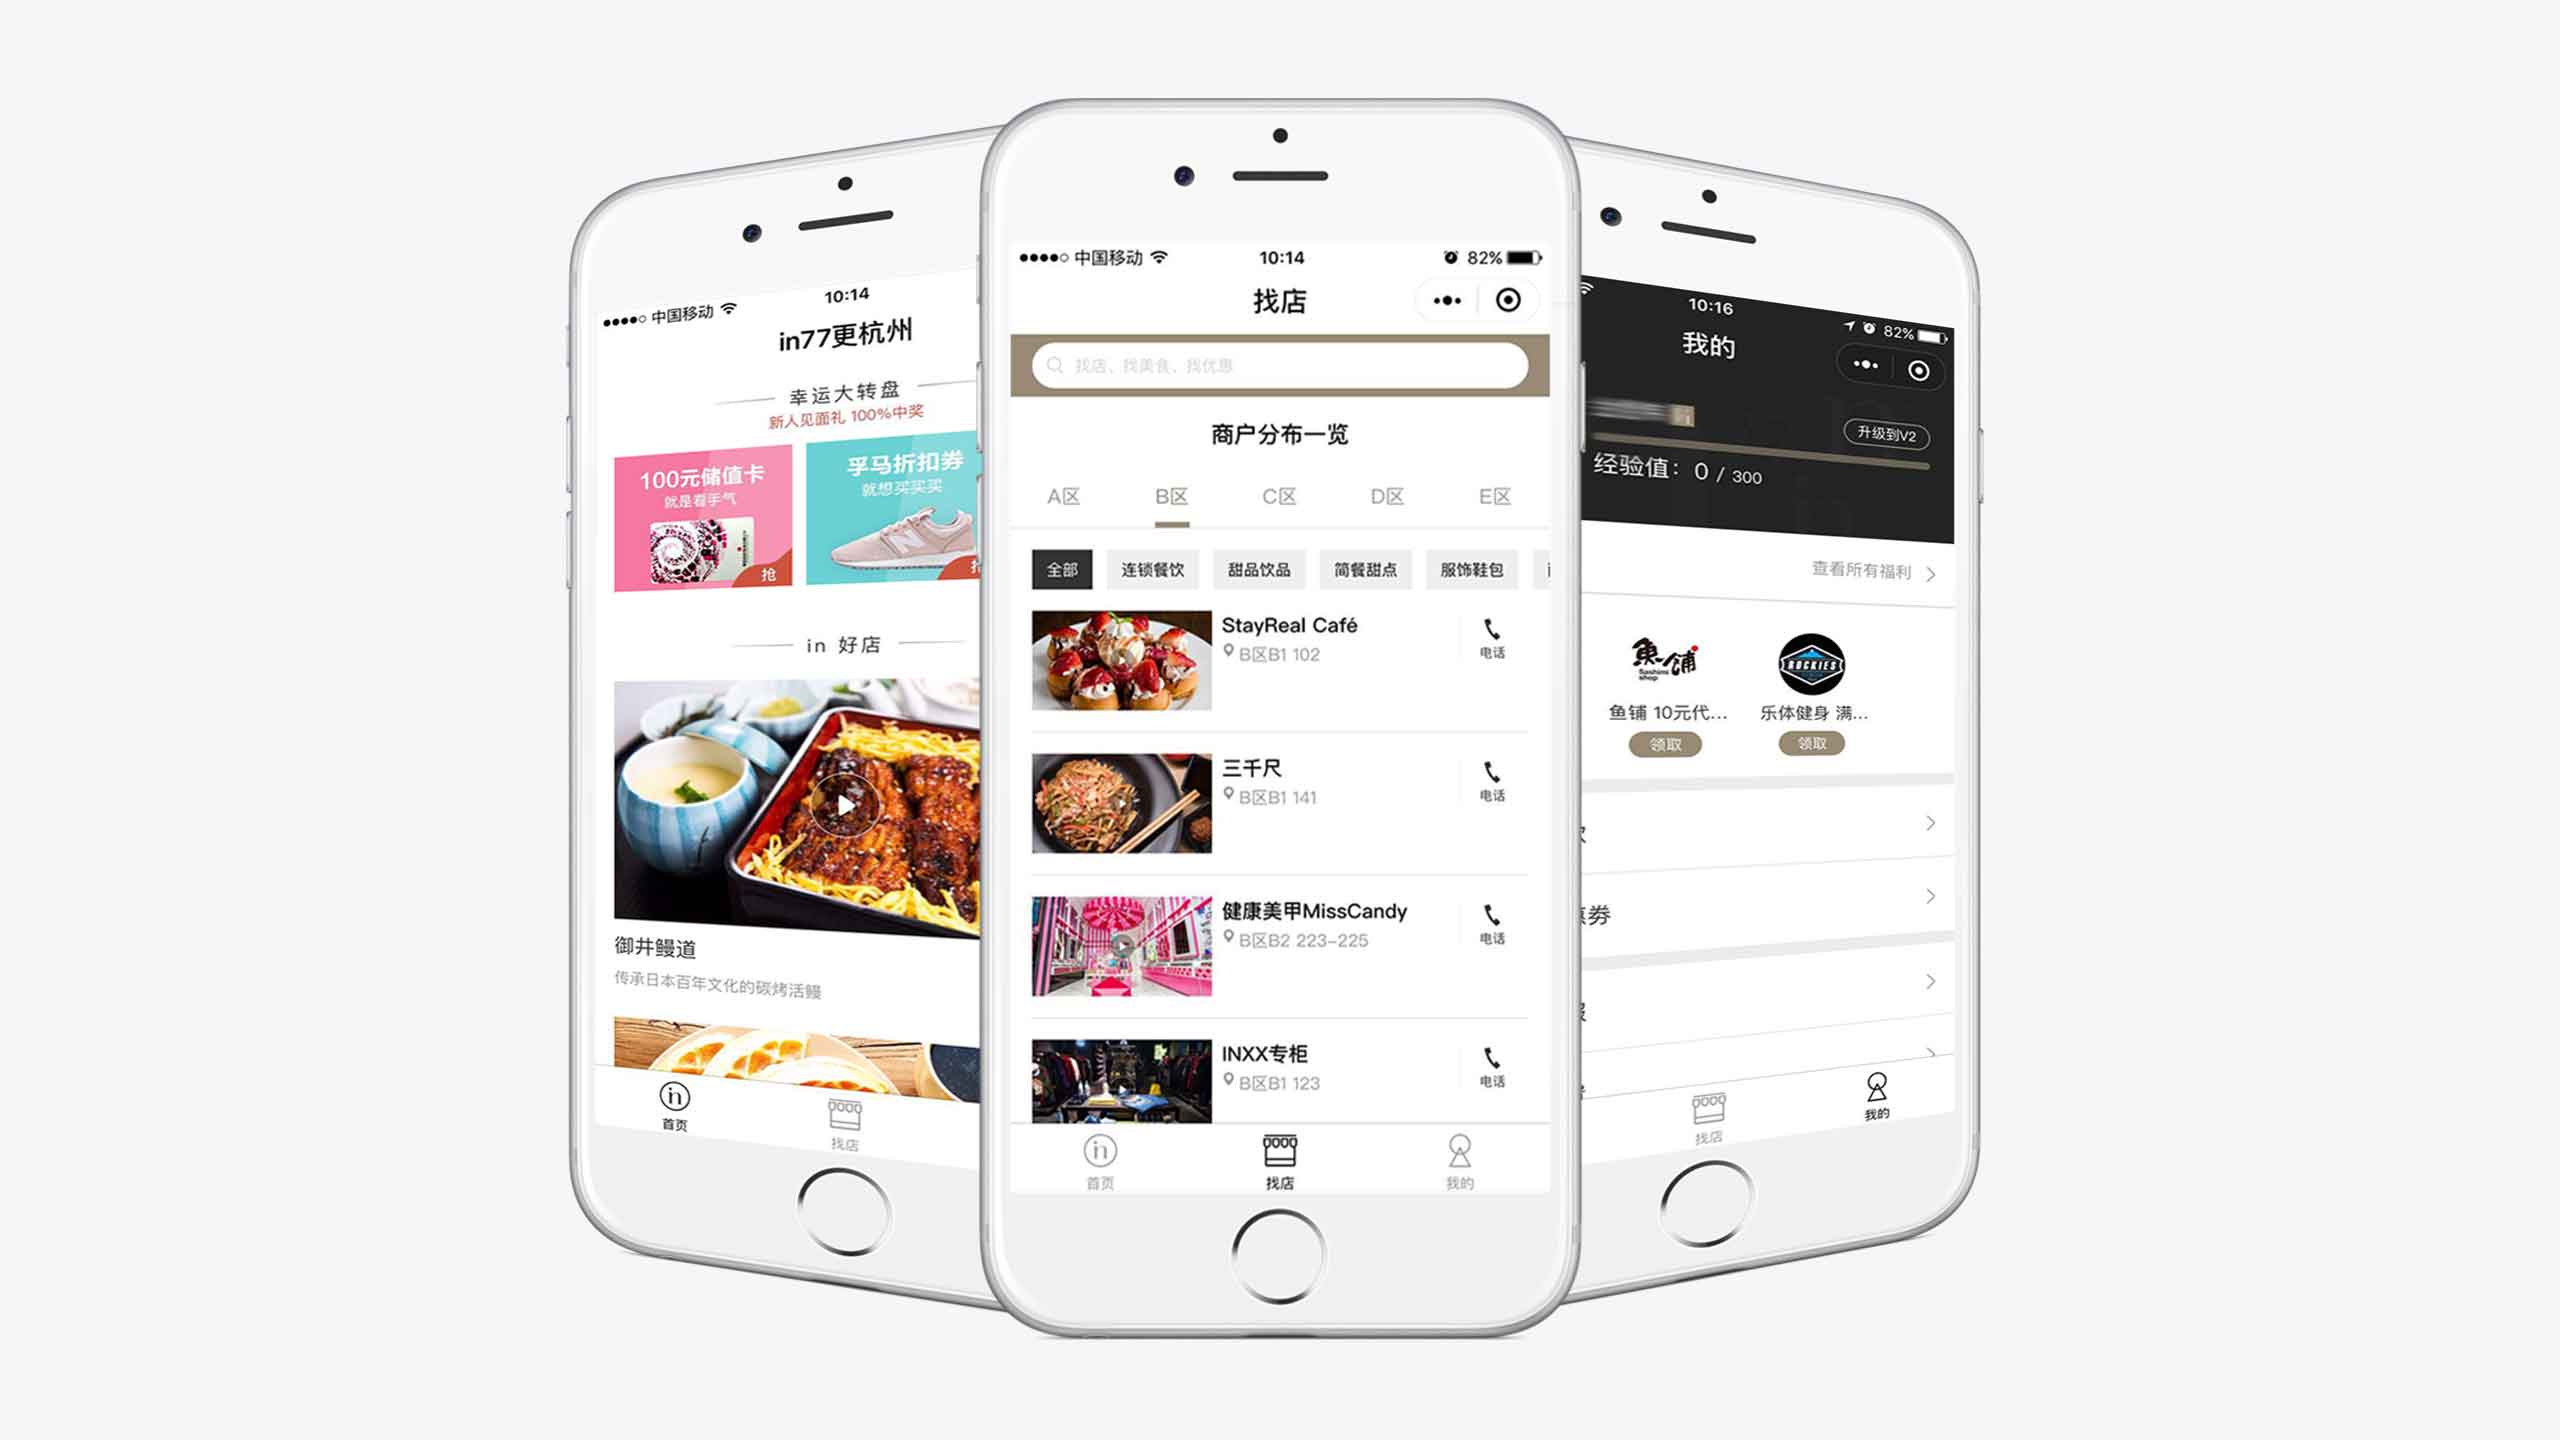 中国移动
10:14
in77更杭州
幸运大转盘
新人见面礼 100%中奖
100元储值卡
就是看手气
抢
孚马折扣券
就想买买买
N
抢
in 好店
御井鳗道
传承日本百年文化的碳烤活鳗
in
首页
找店
中国移动
10:14
82%
找店
找店、找美食、找优惠
商户分布一览
A区 B区 C区 D区 E区
全部 连锁餐饮 甜品饮品 简餐甜点 服饰鞋包
StayReal Café
B区B1 102
电话
三千尺
B区B1 141
电话
健康美甲MissCandy
B区B2 223-225
电话
INXX专柜
B区B1 123
电话
in
首页
找店
我的
10:16
82%
我的
升级到V2
经验值：0 / 300
查看所有福利
魚鋪
Sashimi
shop
ROCKIES
鱼铺 10元代...
乐体健身 满...
领取
领取
券
找店
我的